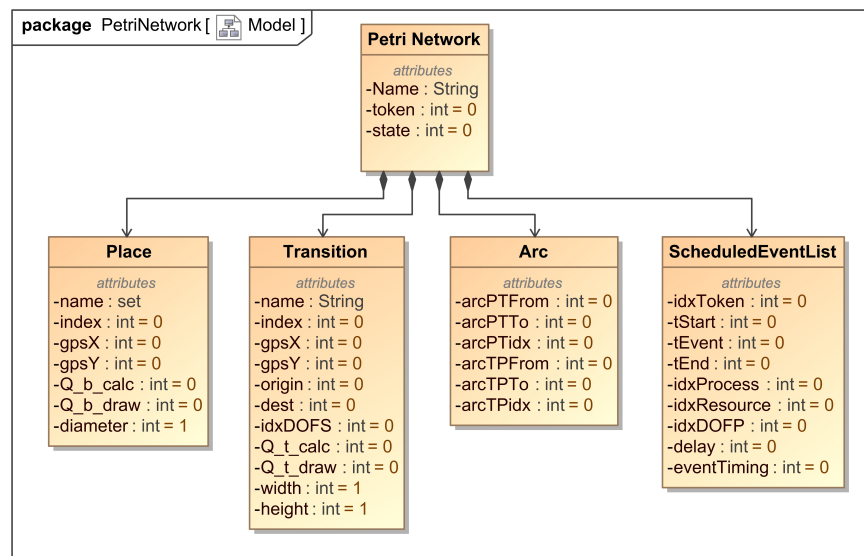 package PetriNetwork [ Model ]
Petri Network
attributes
-Name : String
-token : int = 0
-state : int = 0
Place
attributes
-name : set
-index : int = 0
-gpsX : int = 0
-gpsY : int = 0
-Q_b_calc : int = 0
-Q_b_draw : int = 0
-diameter : int = 1
Transition
attributes
-name : String
-index : int = 0
-gpsX : int = 0
-gpsY : int = 0
-origin : int = 0
-dest : int = 0
-idxDOFS : int = 0
-Q_t_calc : int = 0
-Q_t_draw : int = 0
-width : int = 1
-height : int = 1
Arc
attributes
-arcPTFrom : int = 0
-arcPTTo : int = 0
-arcPTidx : int = 0
-arcTPFrom : int = 0
-arcTPTo : int = 0
-arcTPidx : int = 0
ScheduledEventList
attributes
-idxToken : int = 0
-tStart : int = 0
-tEvent : int = 0
-tEnd : int = 0
-idxProcess : int = 0
-idxResource : int = 0
-idxDOFP : int = 0
-delay : int = 0
-eventTiming : int = 0